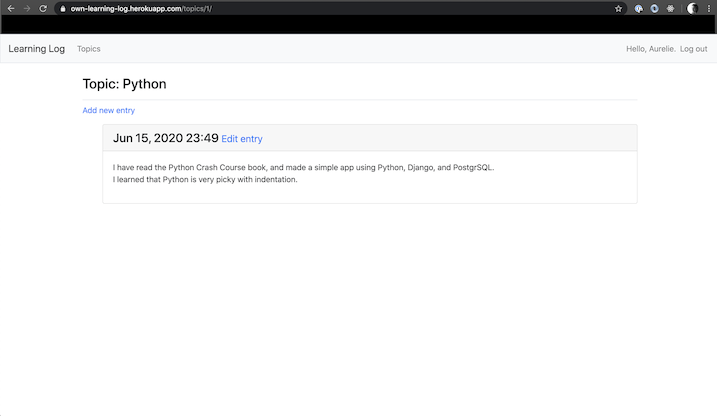 own-learning-log.herokuapp.com/topics/1/
Learning Log Topics Hello, Aurelie. Log out
Topic: Python
Add new entry
Jun 15, 2020 23:49 Edit entry
I have read the Python Crash Course book, and made a simple app using Python, Django, and PostgrSQL.
I learned that Python is very picky with indentation.